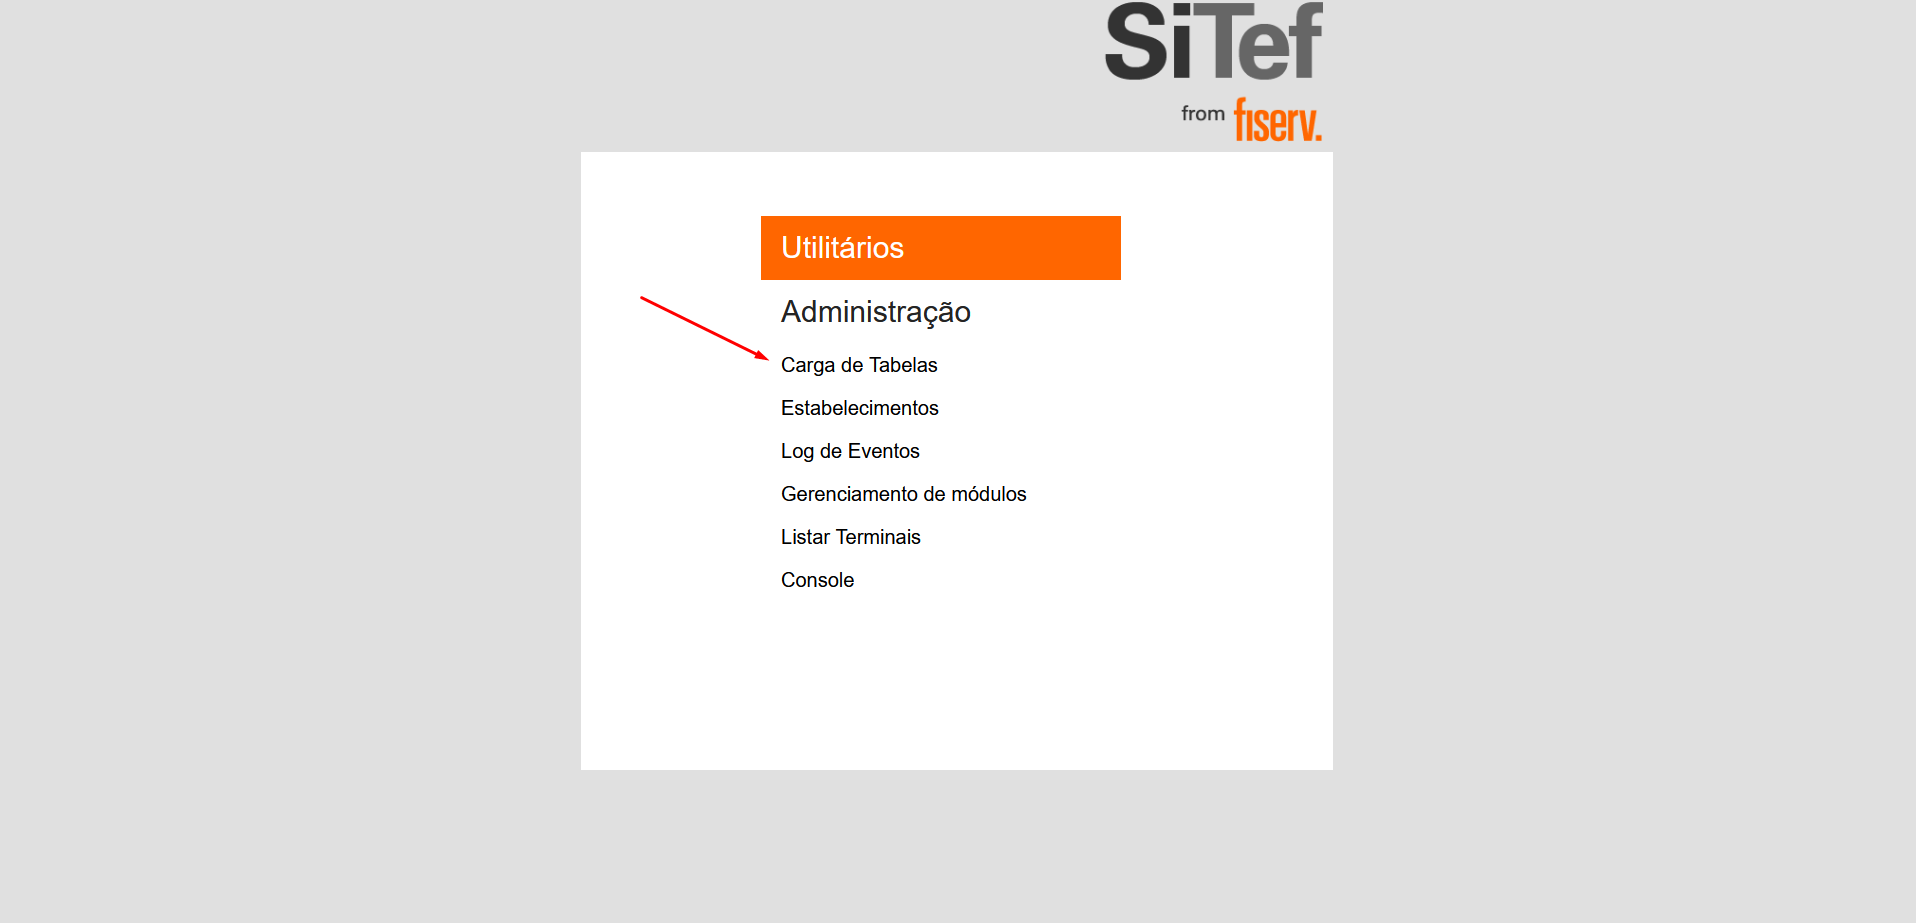 SiTef
from fiserv.
Utilitários
Administração
Carga de Tabelas
Estabelecimentos
Log de Eventos
Gerenciamento de módulos
Listar Terminais
Console